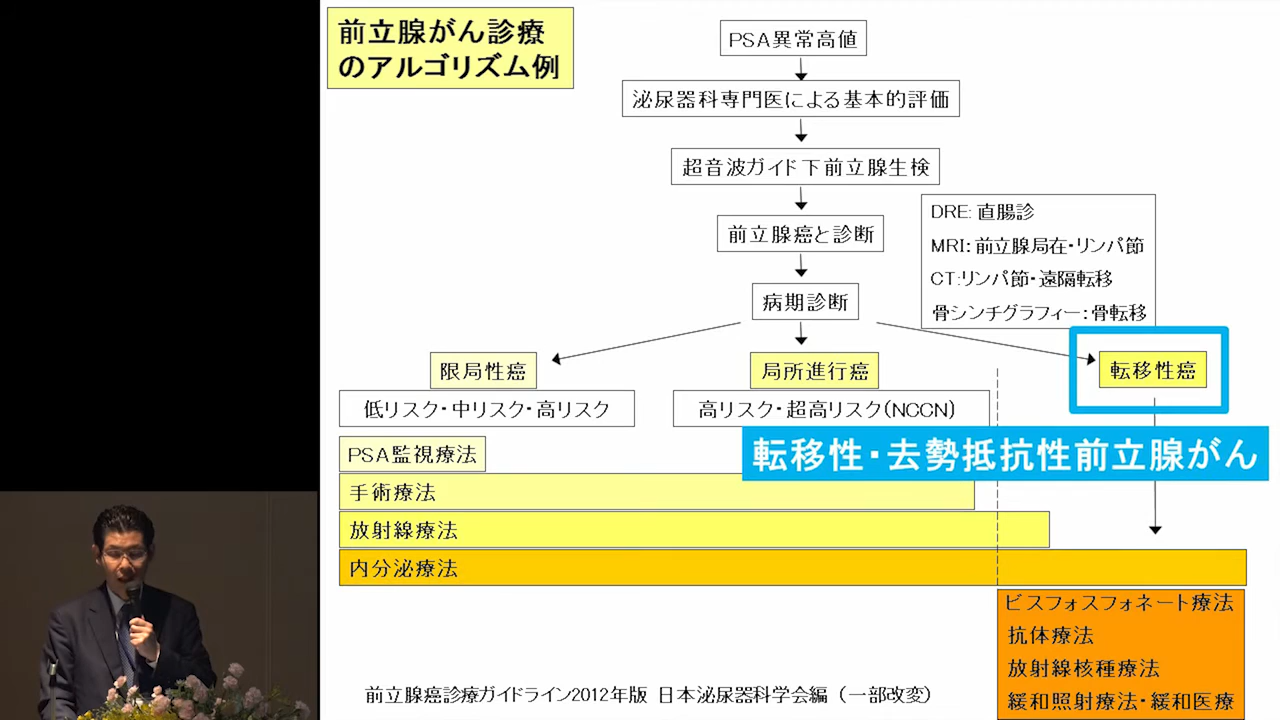 前立腺がん診療
のアルゴリズム例
PSA異常高値
泌尿器科専門医による基本的評価
超音波ガイド下前立腺生検
前立腺癌と診断
病期診断
DRE: 直腸診
MRI: 前立腺局在・リンパ節
CT:リンパ節・遠隔転移
骨シンチグラフィー: 骨転移
限局性癌
局所進行癌
転移性癌
低リスク・中リスク・高リスク
高リスク・超高リスク(NCCN)
転移性・去勢抵抗性前立腺がん
PSA監視療法
手術療法
放射線療法
内分泌療法
ビスフォスフォネート療法
抗体療法
放射線核種療法
緩和照射療法・緩和医療
前立腺癌診療ガイドライン2012年版 日本泌尿器科学会編 (一部改変)